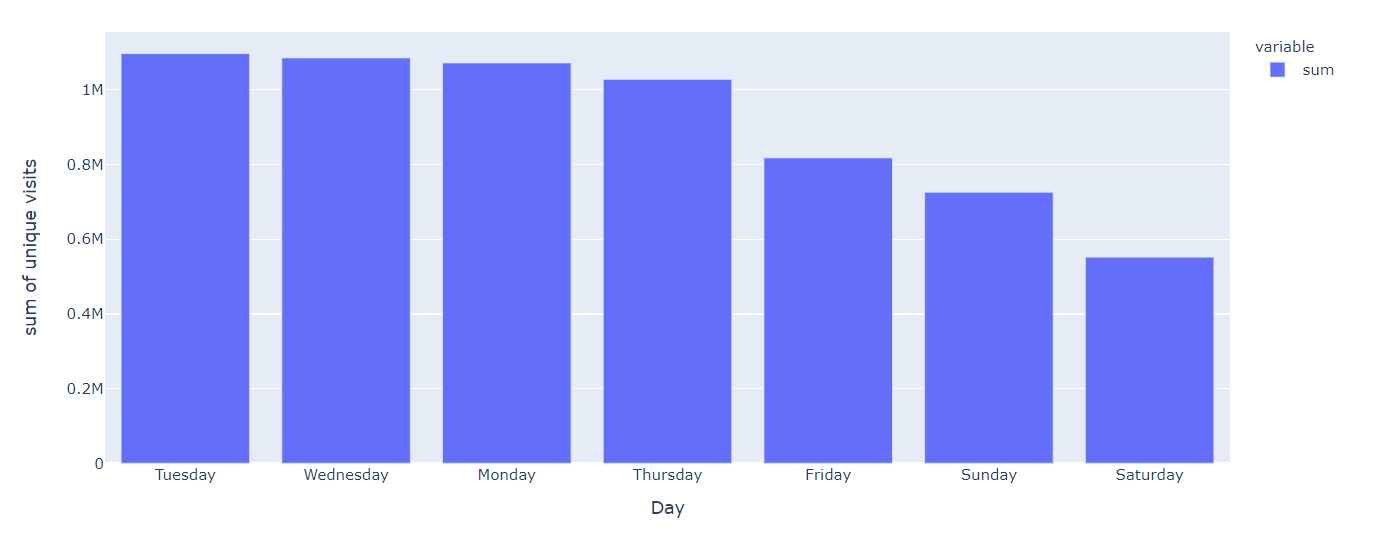 variable
sum
sum of unique visits
1M
0.8M
0.6M
0.4M
0.2M
0
Tuesday Wednesday Monday Thursday Friday Sunday Saturday
Day